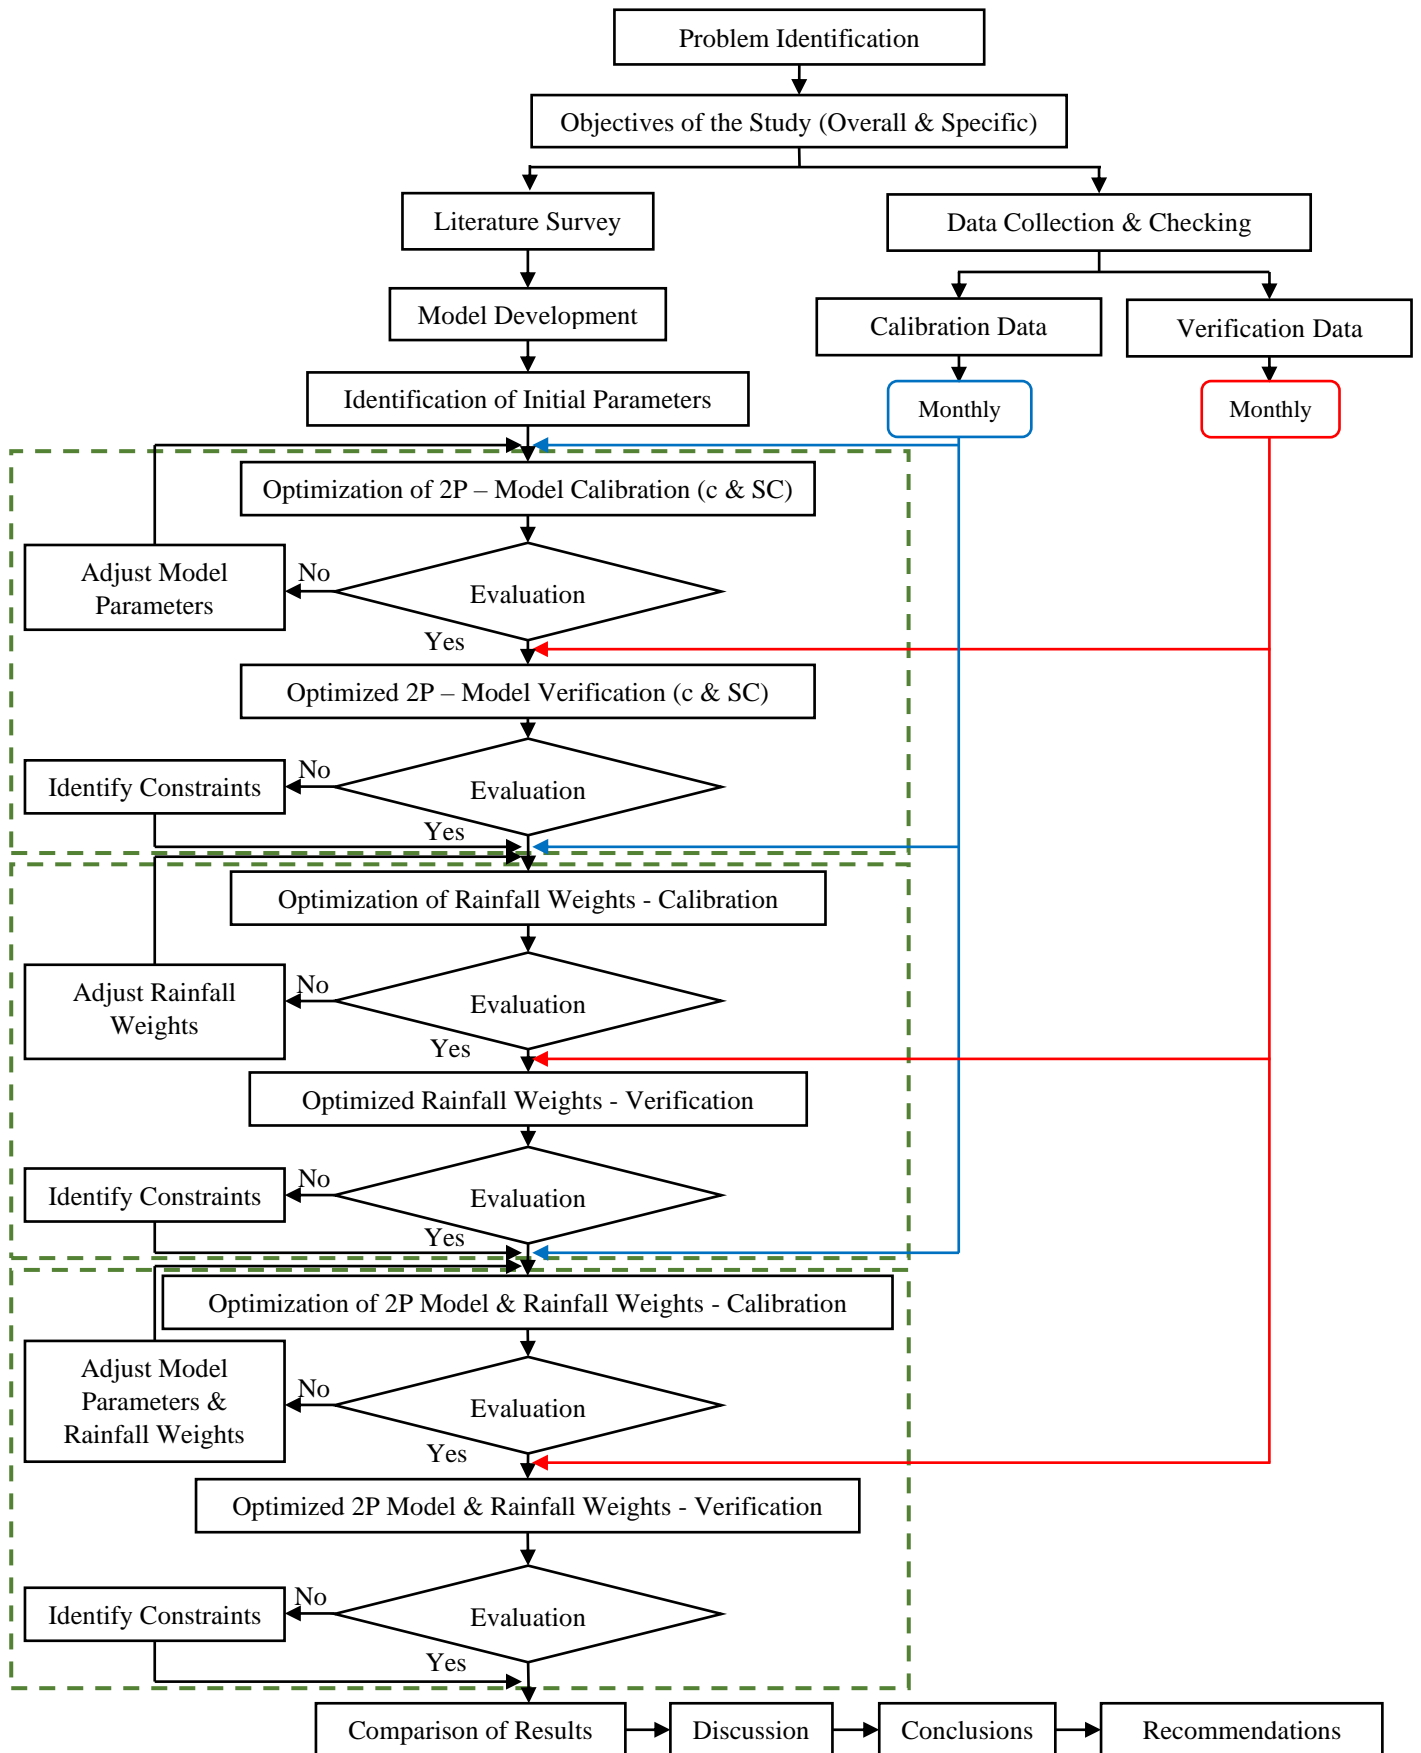 Problem Identification
Objectives of the Study (Overall & Specific)
Literature Survey
Data Collection & Checking
Model Development
Calibration Data
Verification Data
Identification of Initial Parameters
Monthly
Monthly
Optimization of 2P – Model Calibration (c & SC)
Adjust Model
Parameters
No
Evaluation
Yes
Optimized 2P – Model Verification (c & SC)
Identify Constraints
No
Evaluation
Yes
Optimization of Rainfall Weights - Calibration
Adjust Rainfall
Weights
No
Evaluation
Yes
Optimized Rainfall Weights - Verification
Identify Constraints
No
Evaluation
Yes
Optimization of 2P Model & Rainfall Weights - Calibration
Adjust Model
Parameters &
Rainfall Weights
No
Evaluation
Yes
Optimized 2P Model & Rainfall Weights - Verification
Identify Constraints
No
Evaluation
Yes
Comparison of Results
Discussion
Conclusions
Recommendations